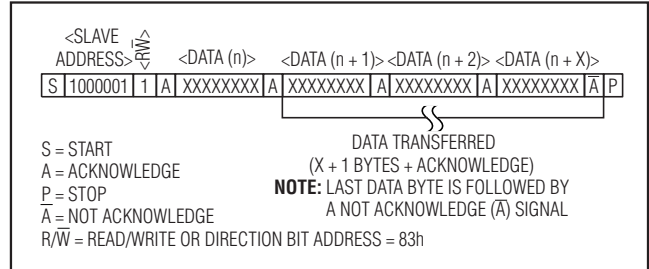 <SLAVE
ADDRESS> <RW̅> <DATA (n)> <DATA (n + 1)> <DATA (n + 2)> <DATA (n + X)>
S 1000001 1 A XXXXXXXX A XXXXXXXX A XXXXXXXX A XXXXXXXX A̅ P
S = START
A = ACKNOWLEDGE
P = STOP
A̅ = NOT ACKNOWLEDGE
R/W̅ = READ/WRITE OR DIRECTION BIT ADDRESS = 83h
DATA TRANSFERRED
(X + 1 BYTES + ACKNOWLEDGE)
NOTE: LAST DATA BYTE IS FOLLOWED BY
A NOT ACKNOWLEDGE (A̅) SIGNAL